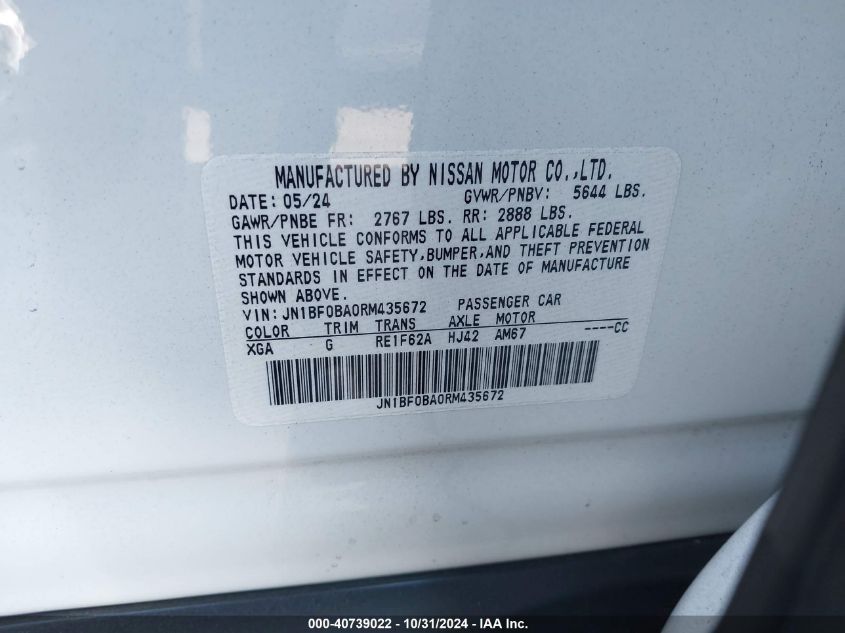 MANUFACTURED BY NISSAN MOTOR CO.,LTD.
DATE: 05/24 GVWR/PNBV: 5644 LBS.
GAWR/PNBE FR: 2767 LBS. RR: 2888 LBS.
THIS VEHICLE CONFORMS TO ALL APPLICABLE FEDERAL
MOTOR VEHICLE SAFETY,BUMPER,AND THEFT PREVENTION
STANDARDS IN EFFECT ON THE DATE OF MANUFACTURE
SHOWN ABOVE.
VIN: JN1BF0BA0RM435672 PASSENGER CAR
COLOR TRIM TRANS AXLE MOTOR
XGA G RE1F62A HJ42 AM67 ----CC
JN1BF0BA0RM435672
000-40739022 - 10/31/2024 - IAA Inc.